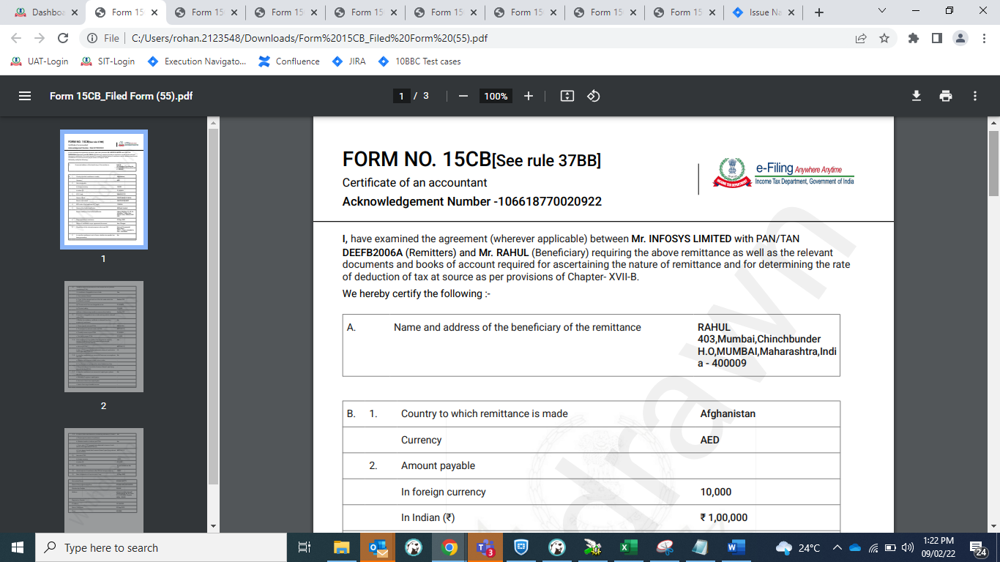 Dashboa
Form 15
Form 15
Form 15
Form 15
Form 15
Form 15
Form 15
Form 15
Issue Na
File
C:/Users/rohan.2123548/Downloads/Form%2015CB_Filed%20Form%20(55).pdf
UAT-Login
SIT-Login
Execution Navigato...
Confluence
JIRA
10BBC Test cases
Form 15CB_Filed Form (55).pdf
1 / 3
100%
1
2
FORM NO. 15CB[See rule 37BB]
Certificate of an accountant
Acknowledgement Number -106618770020922
INCOME TAX DEPARTMENT
e-Filing Anywhere Anytime
Income Tax Department, Government of India
I, have examined the agreement (wherever applicable) between Mr. INFOSYS LIMITED with PAN/TAN
DEEFB2006A (Remitters) and Mr. RAHUL (Beneficiary) requiring the above remittance as well as the relevant
documents and books of account required for ascertaining the nature of remittance and for determining the rate
of deduction of tax at source as per provisions of Chapter- XVII-B.
We hereby certify the following :-
A. Name and address of the beneficiary of the remittance RAHUL
403,Mumbai,Chinchbunder
H.O,MUMBAI,Maharashtra,Indi
a - 400009
B. 1. Country to which remittance is made Afghanistan
Currency AED
2. Amount payable
In foreign currency 10,000
In Indian (₹) ₹ 1,00,000
drawn
Type here to search
3
24°C
1:22 PM
09/02/22
24